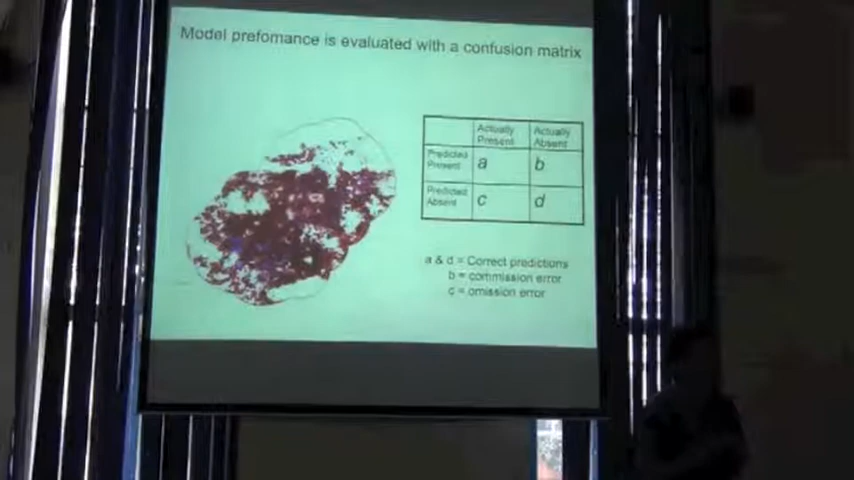 Model prefomance is evaluated with a confusion matrix
Actually Present
Actually Absent
Predicted Present
a
b
Predicted Absent
c
d
a & d = Correct predictions
b = commission error
c = omission error